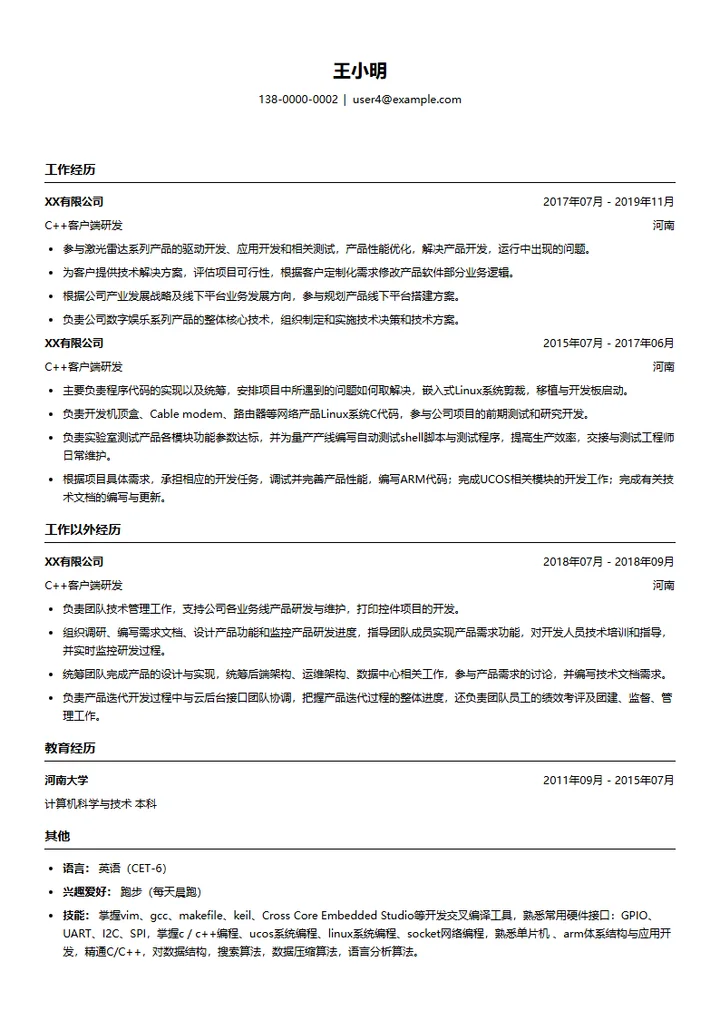 王小明
138-0000-0002 | user4@example.com
工作经历
XX有限公司 2017年07月 - 2019年11月
C++客户端研发 河南
• 参与激光雷达系列产品的驱动开发、应用开发和相关测试，产品性能优化，解决产品开发，运行中出现的问题。
• 为客户提供技术解决方案，评估项目可行性，根据客户定制化需求修改产品软件部分业务逻辑。
• 根据公司产业发展战略及线下平台业务发展方向，参与规划产品线下平台搭建方案。
• 负责公司数字娱乐系列产品的整体核心技术，组织制定和实施技术决策和技术方案。
XX有限公司 2015年07月 - 2017年06月
C++客户端研发 河南
• 主要负责程序代码的实现以及统筹，安排项目中所遇到的问题如何取解决，嵌入式Linux系统剪裁，移植与开发板启动。
• 负责开发机顶盒、Cable modem、路由器等网络产品Linux系统C代码，参与公司项目的前期测试和研究开发。
• 负责实验室测试产品各模块功能参数达标，并为量产产线编写自动测试shell脚本与测试程序，提高生产效率，交接与测试工程师
日常维护。
• 根据项目具体需求，承担相应的开发任务，调试并完善产品性能，编写ARM代码；完成UCOS相关模块的开发工作；完成有关技
术文档的编写与更新。
工作以外经历
XX有限公司 2018年07月 - 2018年09月
C++客户端研发 河南
• 负责团队技术管理工作，支持公司各业务线产品研发与维护，打印控件项目的开发。
• 组织调研、编写需求文档、设计产品功能和监控产品研发进度，指导团队成员实现产品需求功能，对开发人员技术培训和指导，
并实时监控研发过程。
• 统筹团队完成产品的设计与实现，统筹后端架构、运维架构、数据中心相关工作，参与产品需求的讨论，并编写技术文档需求。
• 负责产品迭代开发过程中与云后台接口团队协调，把握产品迭代过程的整体进度，还负责团队员工的绩效考评及团建、监督、管
理工作。
教育经历
河南大学 2011年09月 - 2015年07月
计算机科学与技术 本科
其他
• 语言： 英语（CET-6）
• 兴趣爱好： 跑步（每天晨跑）
• 技能： 掌握vim、gcc、makefile、keil、Cross Core Embedded Studio等开发交叉编译工具，熟悉常用硬件接口：GPIO、
UART、I2C、SPI，掌握c / c++编程、ucos系统编程、linux系统编程、socket网络编程，熟悉单片机 、arm体系结构与应用开
发，精通C/C++，对数据结构，搜索算法，数据压缩算法，语言分析算法。